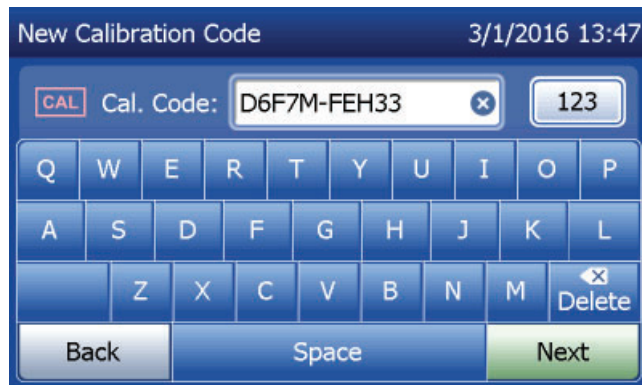 New Calibration Code 3/1/2016 13:47
CAL Cal. Code: D6F7M-FEH33 123
Q W E R T Y U I O P
A S D F G H J K L
Z X C V B N M Delete
Back Space Next